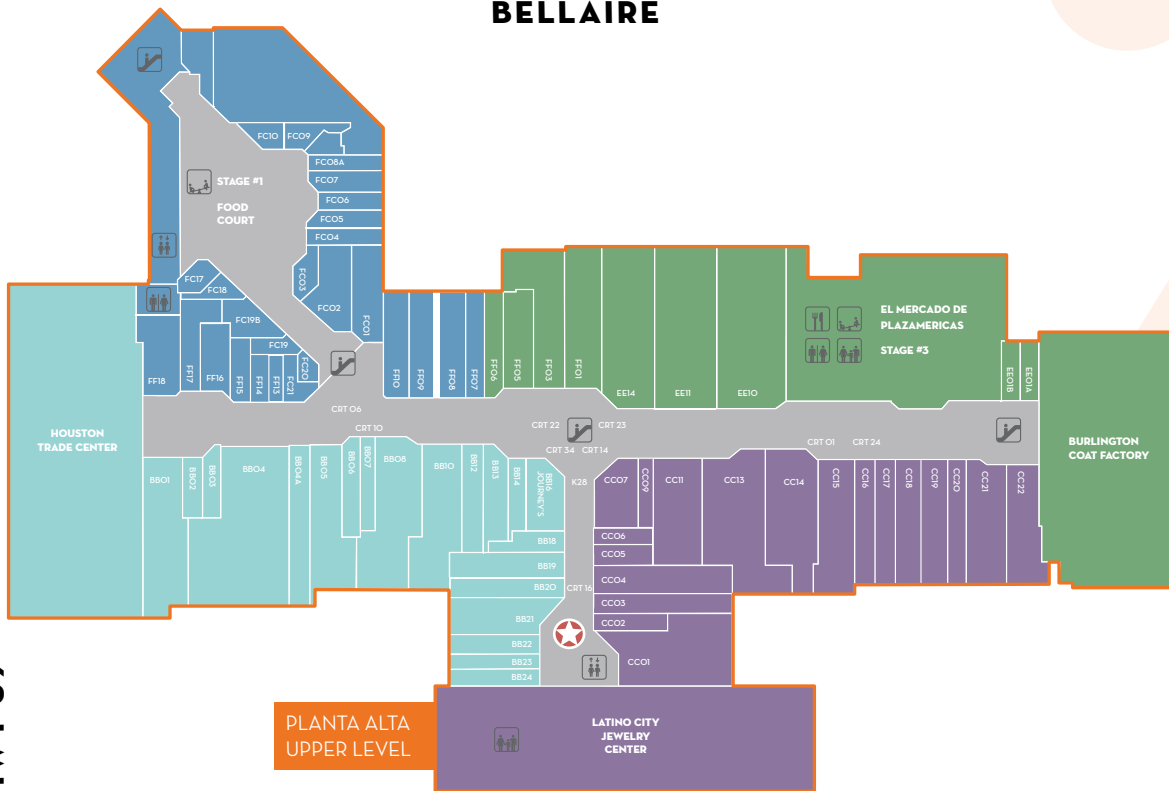 BELLAIRE
FC10
FC09
FC08A
FC07
FC06
FC05
FC04
FC03
FC02
FC01
STAGE #1
FOOD
COURT
FC17
FC18
FC19B
FC19
FC20
FC21
FF18
FF17
FF16
FF15
FF14
FF13
FF10
FF09
FF08
FF07
FF06
FF05
FF03
FF01
EE14
EE11
EE10
EL MERCADO DE
PLAZAMERICAS
STAGE #3
EE01B
EE01A
HOUSTON
TRADE CENTER
BURLINGTON
COAT FACTORY
CRT 06
CRT 10
CRT 22
CRT 23
CRT 34
CRT 14
CRT 01
CRT 24
K28
CRT 16
BB01
BB02
BB03
BB04
BB04A
BB05
BB06
BB07
BB08
BB10
BB12
BB13
BB14
BB16
JOURNEY'S
BB18
BB19
BB20
BB21
BB22
BB23
BB24
CC07
CC09
CC11
CC13
CC14
CC15
CC16
CC17
CC18
CC19
CC20
CC21
CC22
CC06
CC05
CC04
CC03
CC02
CC01
PLANTA ALTA
UPPER LEVEL
LATINO CITY
JEWELRY
CENTER